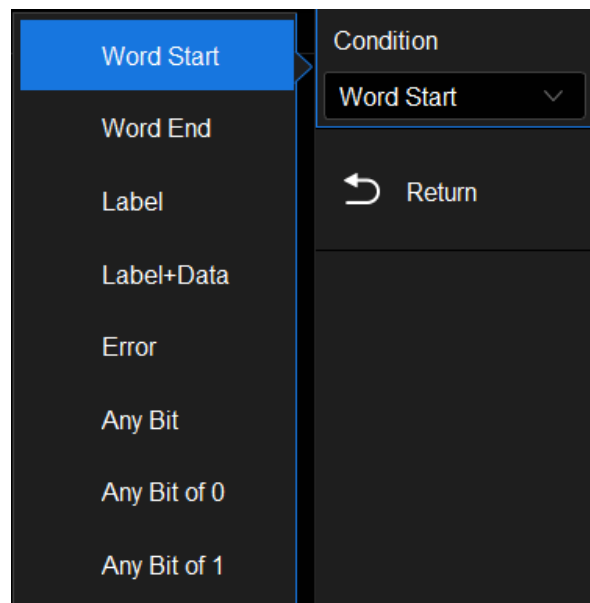 Word Start
Word End
Label
Label+Data
Error
Any Bit
Any Bit of 0
Any Bit of 1
Condition
Word Start
Return